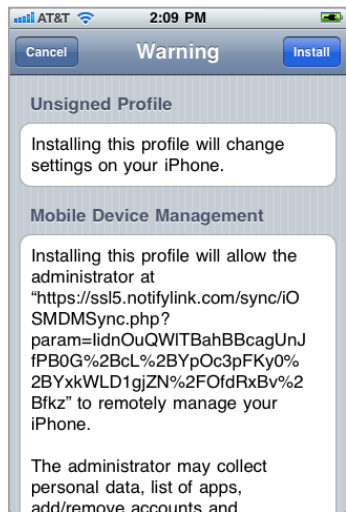 AT&T 2:09 PM
Cancel Warning Install
Unsigned Profile
Installing this profile will change
settings on your iPhone.
Mobile Device Management
Installing this profile will allow the
administrator at
“https://ssl5.notifylink.com/sync/iO
SMDMSync.php?
param=lidnOuQWlTBahBBcagUnJ
fPB0G%2BcL%2BYpOc3pFKy0%
2BYxkWLD1gjZN%2FOfdRxBv%2
Bfkz” to remotely manage your
iPhone.
The administrator may collect
personal data, list of apps,
add/remove accounts and